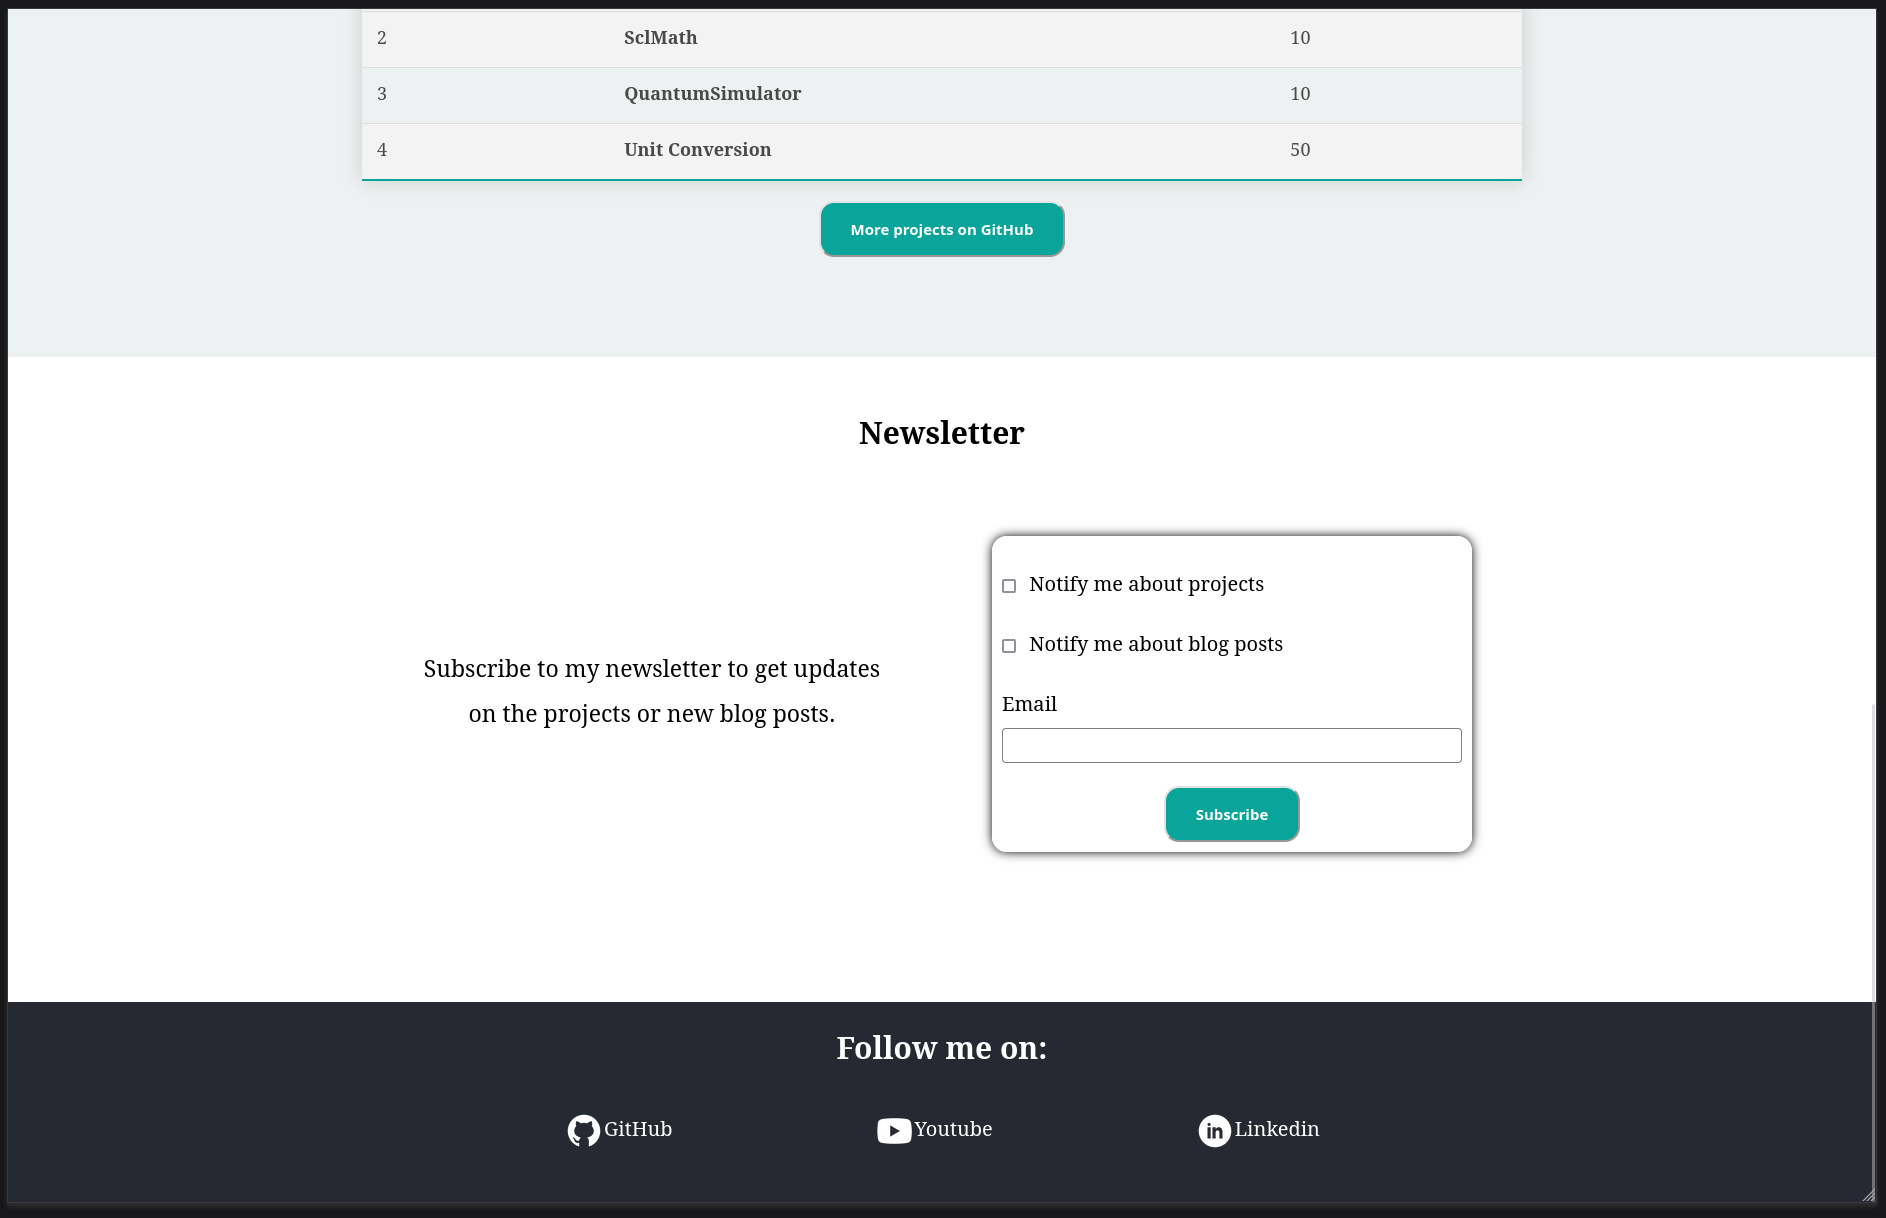 2 SclMath 10
3 QuantumSimulator 10
4 Unit Conversion 50
More projects on GitHub
Newsletter
Subscribe to my newsletter to get updates
on the projects or new blog posts.
Notify me about projects
Notify me about blog posts
Email
Subscribe
Follow me on:
GitHub Youtube Linkedin